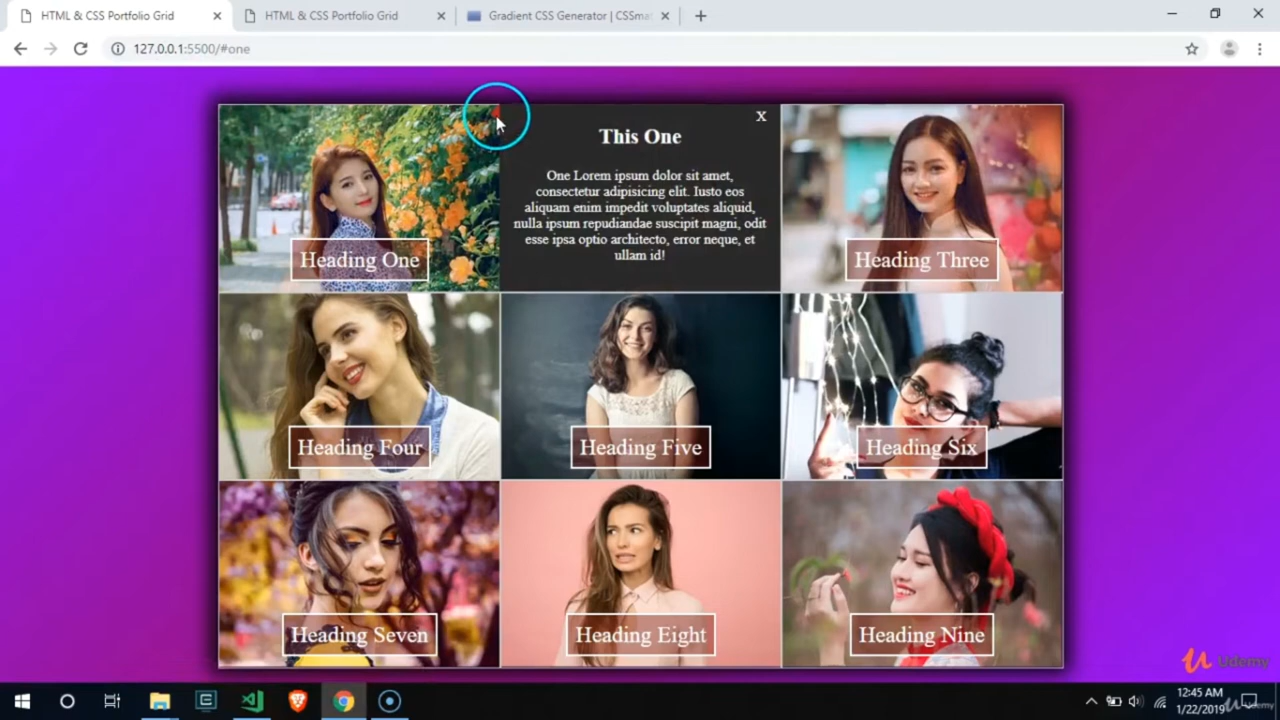 HTML & CSS Portfolio Grid
HTML & CSS Portfolio Grid
Gradient CSS Generator | CSSmat
127.0.0.1:5500/#one
x
This One
One Lorem ipsum dolor sit amet,
consectetur adipisicing elit. Iusto eos
aliquam enim impedit voluptates aliquid,
nulla ipsum repudiandae suscipit magni, odit
esse ipsa optio architecto, error neque, et
ullam id!
Heading One
Heading Three
Heading Four
Heading Five
Heading Six
Heading Seven
Heading Eight
Heading Nine
Udemy
12:45 AM
1/22/2019
Udemy